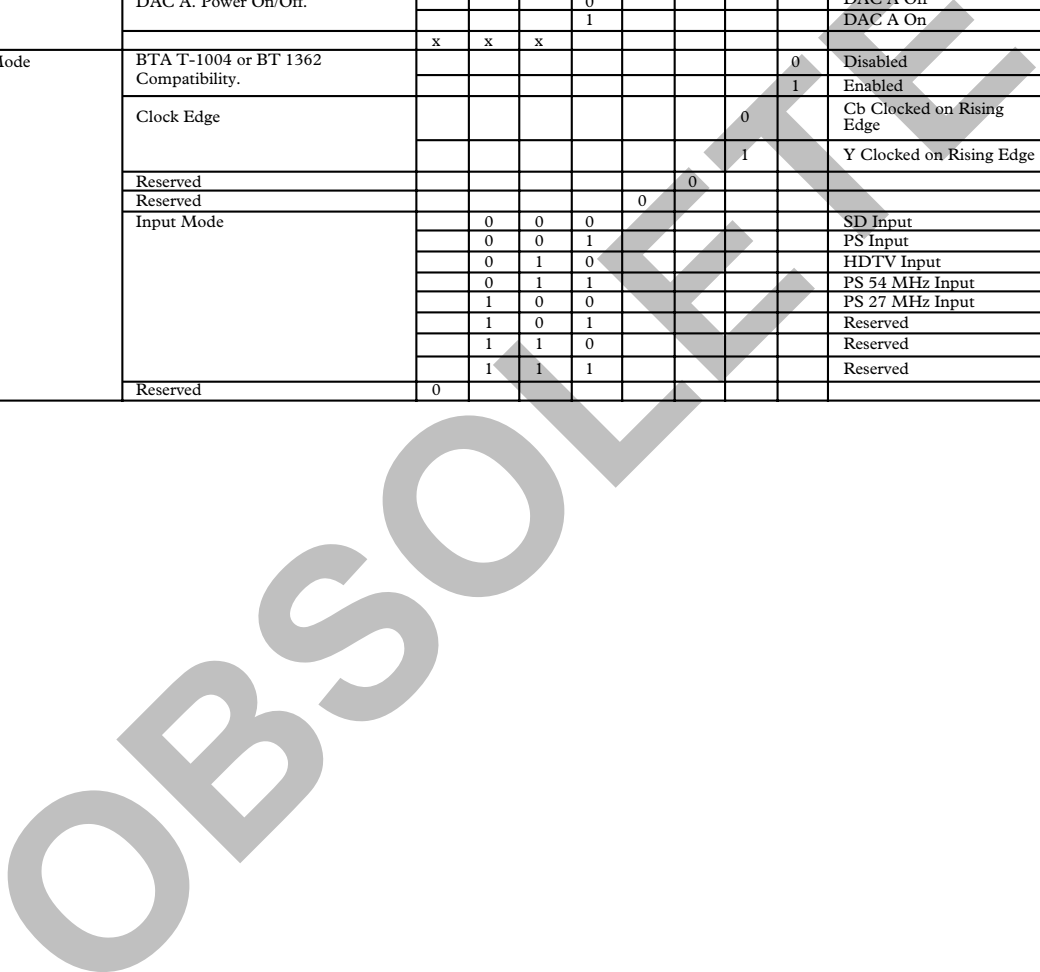 DAC A. Power On/Off. 0 DAC A Off
1 DAC A On
x x x
Mode BTA T-1004 or BT 1362 Compatibility. 0 Disabled
1 Enabled
Clock Edge 0 Cb Clocked on Rising Edge
1 Y Clocked on Rising Edge
Reserved 0
Reserved 0
Input Mode 0 0 0 SD Input
0 0 1 PS Input
0 1 0 HDTV Input
0 1 1 PS 54 MHz Input
1 0 0 PS 27 MHz Input
1 0 1 Reserved
1 1 0 Reserved
1 1 1 Reserved
Reserved 0
OBSOLETE